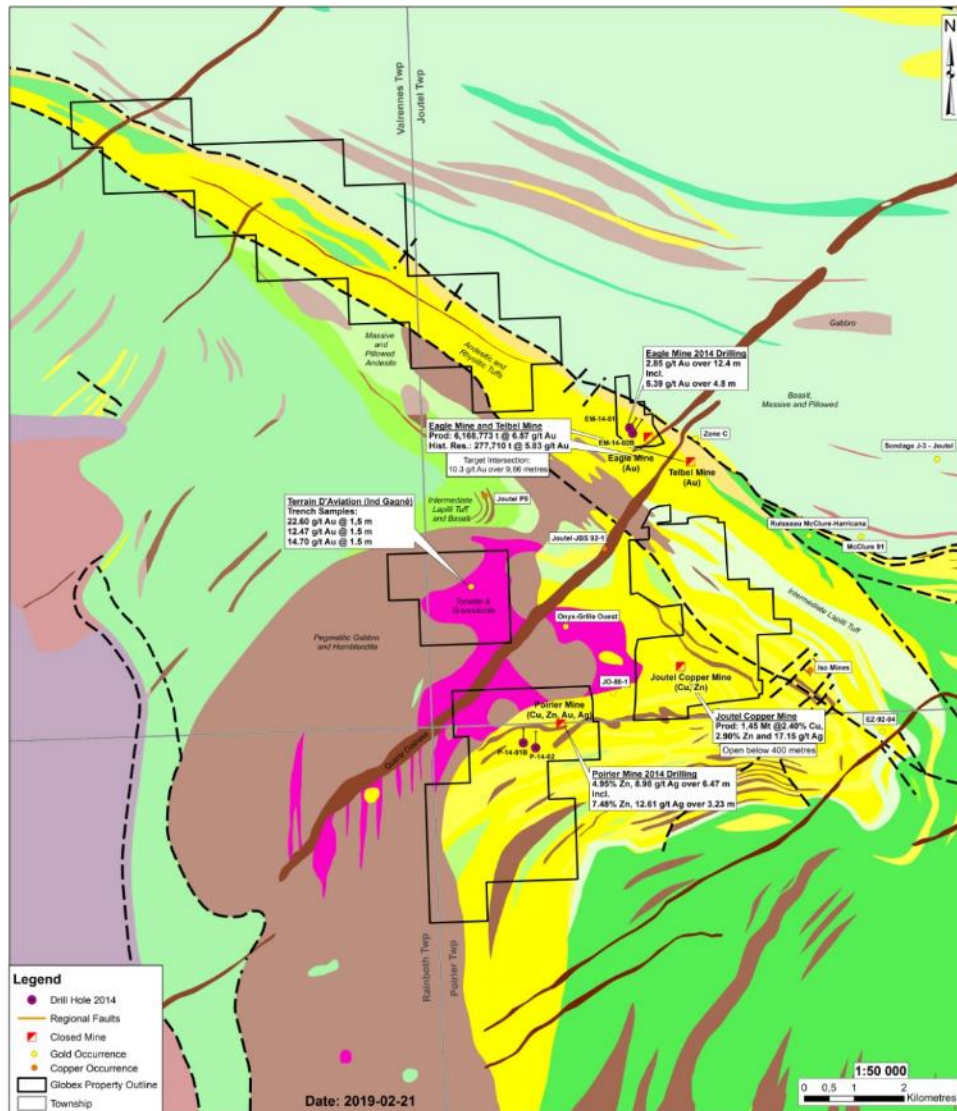 N
Valrennes Twp
Joutel Twp
Gabbro
Massive
and
Pillowed
Andesits
Andesitic and
Rhyolitic Tuffs
Eagle Mine 2014 Drilling
2.85 g/t Au over 12.4 m
Incl.
5.39 g/t Au over 4.8 m
Basalt,
Massive and Pillowed
EM-14-01
EM-14-02B
Eagle Mine and Telbel Mine
Prod: 6,168,773 t @ 6.57 g/t Au
Hist. Res.: 277,710 t @ 5.83 g/t Au
Target Intersection:
10.3 g/t Au over 9,66 metres
Eagle Mine
(Au)
Zone C
Telbel Mine
(Au)
Sondage J-3 - Joutel
Terrain D'Aviation (Ind Gagné)
Trench Samples:
22.60 g/t Au @ 1,5 m
12.47 g/t Au @ 1.5 m
14.70 g/t Au @ 1.5 m
Intermediate
Lapilli Tuff
and Basalt
Joutel P5
Ruisseau McClure-Harricana
McClure 91
Joutel-JBS 92-1
Intermediate Lapilli Tuff
Tonalite &
Granodiorite
Onyx-Grille Ouest
Pegmatitic Gabbro
and Hornblendite
Iso Mines
Joutel Copper Mine
(Cu, Zn)
JO-88-1
Poirier Mine
(Cu, Zn, Au, Ag)
Joutel Copper Mine
Prod: 1,45 Mt @2.40% Cu,
2.90% Zn and 17.15 g/t Ag
Open below 400 metres
EZ-92-04
P-14-01B
P-14-02
Quartz Diabase
Poirier Mine 2014 Drilling
4.95% Zn, 8.98 g/t Ag over 6.47 m
Incl.
7.48% Zn, 12.61 g/t Ag over 3.23 m
Rainboth Twp
Poirier Twp
Legend
Drill Hole 2014
Regional Faults
Closed Mine
Gold Occurrence
Copper Occurrence
Globex Property Outline
Township
Date: 2019-02-21
1:50 000
0 0,5 1 2
Kilometres